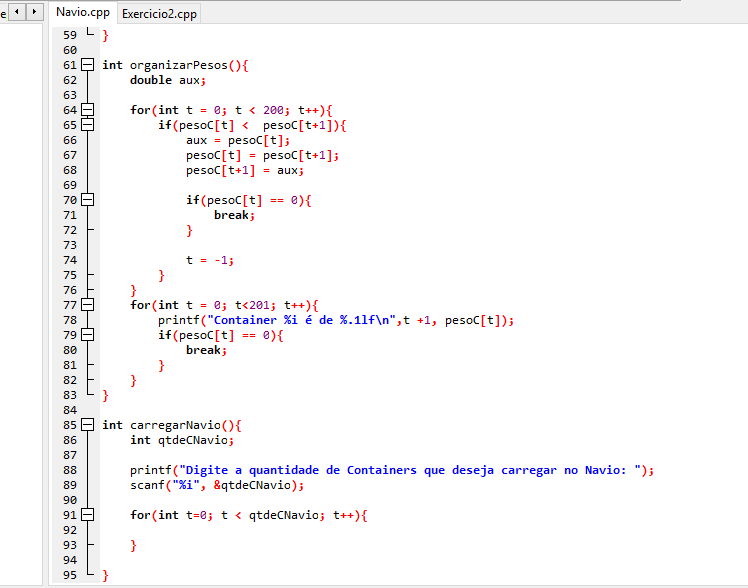 e Navio.cpp Exercicio2.cpp
59 }
60
61 int organizarPesos(){
62 double aux;
63
64 for(int t = 0; t < 200; t++){
65 if(pesoC[t] <  pesoC[t+1]){
66 aux = pesoC[t];
67 pesoC[t] = pesoC[t+1];
68 pesoC[t+1] = aux;
69
70 if(pesoC[t] == 0){
71 break;
72 }
73
74 t = -1;
75 }
76 }
77 for(int t = 0; t<201; t++){
78 printf("Container %i é de %.1lf\n",t +1, pesoC[t]);
79 if(pesoC[t] == 0){
80 break;
81 }
82 }
83 }
84
85 int carregarNavio(){
86 int qtdeCNavio;
87
88 printf("Digite a quantidade de Containers que deseja carregar no Navio: ");
89 scanf("%i", &qtdeCNavio);
90
91 for(int t=0; t < qtdeCNavio; t++){
92
93 }
94
95 }